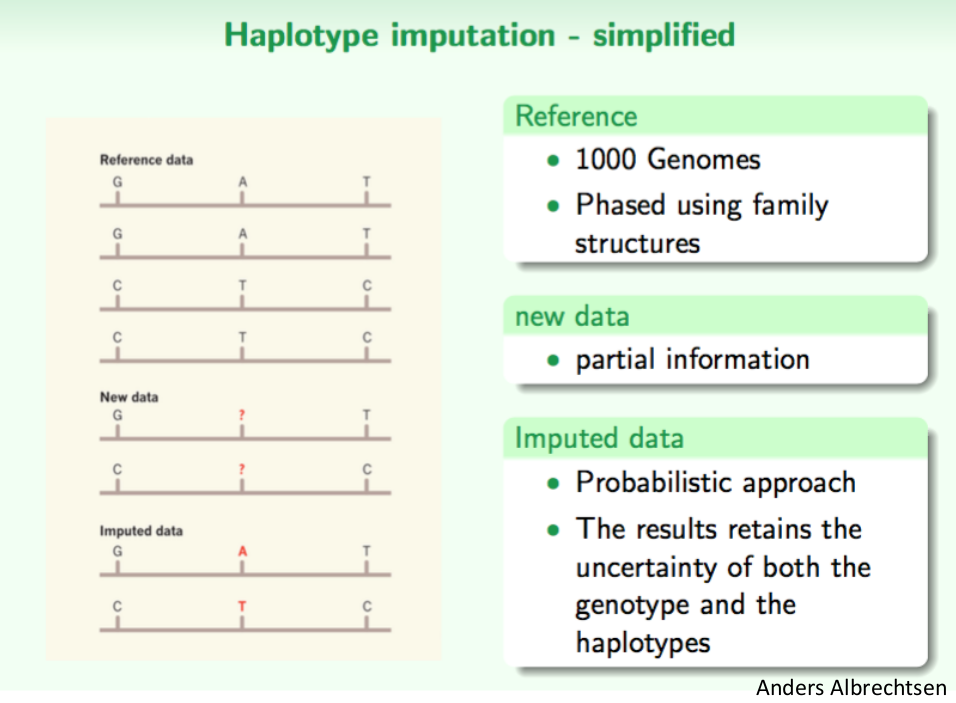 Haplotype imputation - simplified
Reference data
G A T
G A T
C T C
C T C
New data
G ? T
C ? C
Imputed data
G A T
C T C
Reference
• 1000 Genomes
• Phased using family
structures
new data
• partial information
Imputed data
• Probabilistic approach
• The results retains the
uncertainty of both the
genotype and the
haplotypes
Anders Albrechtsen